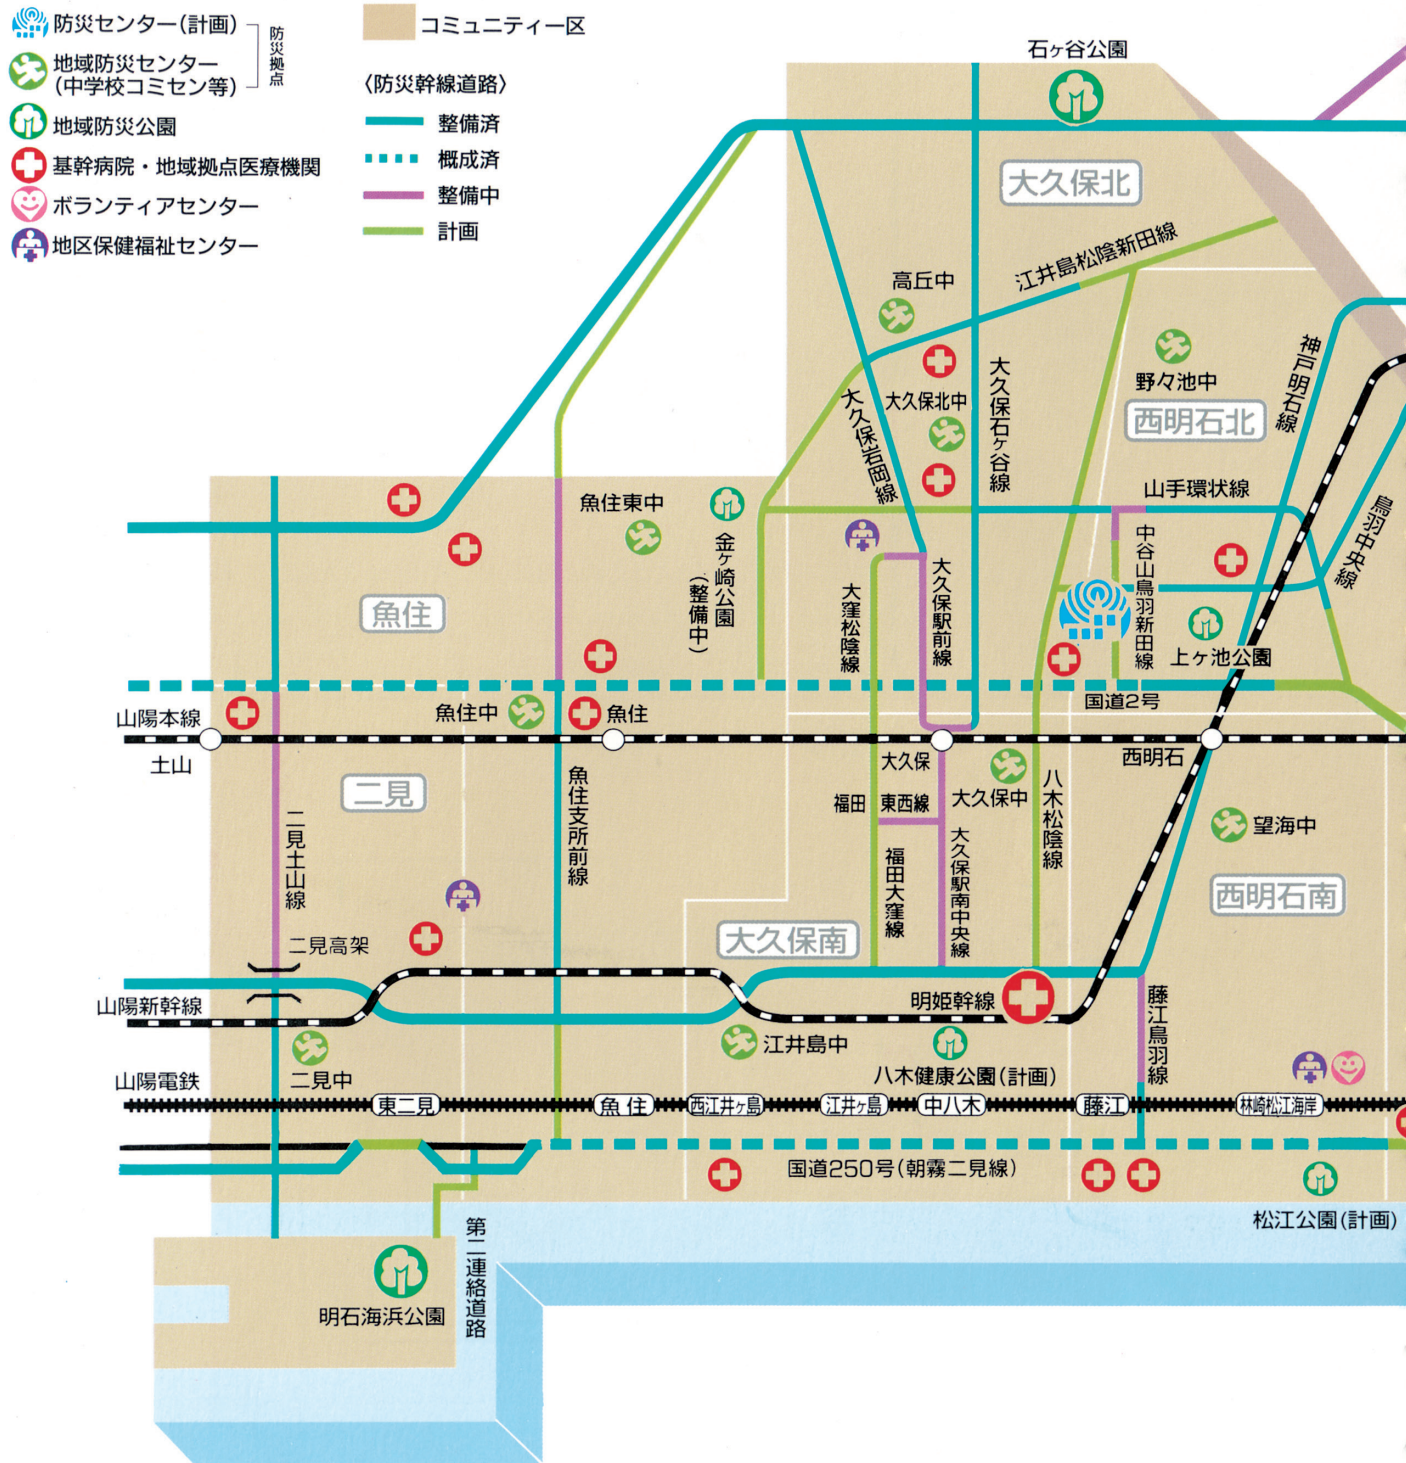 防災センター(計画)
地域防災センター
(中学校コミセン等)
防災拠点
地域防災公園
基幹病院・地域拠点医療機関
ボランティアセンター
地区保健福祉センター
コミュニティー区
〈防災幹線道路〉
整備済
概成済
整備中
計画
石ヶ谷公園
大久保北
江井島松陰新田線
高丘中
大久保北中
大久保岩岡線
大久保石ヶ谷線
野々池中
西明石北
神戸明石線
鳥羽中央線
山手環状線
中谷山鳥羽新田線
魚住東中
金ヶ崎公園
(整備中)
魚住
大窪松陰線
大久保駅前線
上ヶ池公園
国道2号
山陽本線
土山
魚住中
魚住
大久保
大久保中
西明石
二見
二見土山線
魚住支所前線
福田
東西線
八木松陰線
望海中
福田大窪線
大久保駅南中央線
西明石南
大久保南
二見高架
山陽新幹線
明姫幹線
藤江鳥羽線
二見中
江井島中
八木健康公園(計画)
山陽電鉄
東二見
魚住
西江井ヶ島
江井ヶ島
中八木
藤江
林崎松江海岸
国道250号(朝霧二見線)
松江公園(計画)
第二連絡道路
明石海浜公園